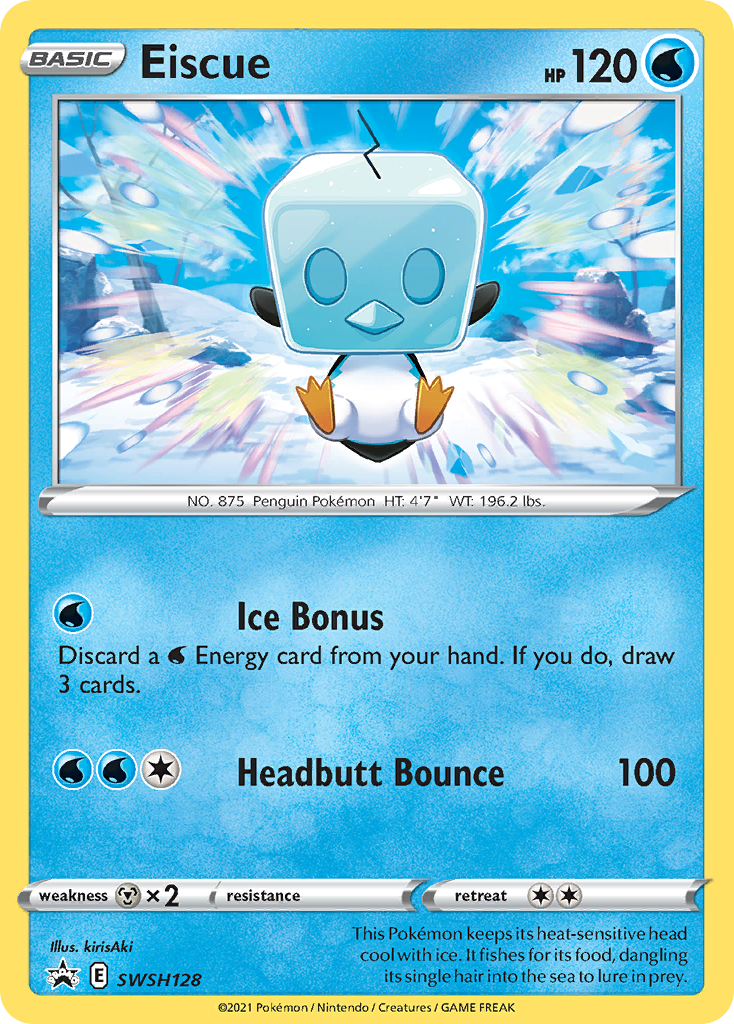 BASIC Eiscue HP 120
NO. 875 Penguin Pokémon HT: 4'7" WT: 196.2 lbs.
Ice Bonus
Discard a Energy card from your hand. If you do, draw
3 cards.
Headbutt Bounce 100
weakness ×2 resistance retreat
Illus. kirisAki
This Pokémon keeps its heat-sensitive head
cool with ice. It fishes for its food, dangling
its single hair into the sea to lure in prey.
E SWSH128
©2021 Pokémon / Nintendo / Creatures / GAME FREAK